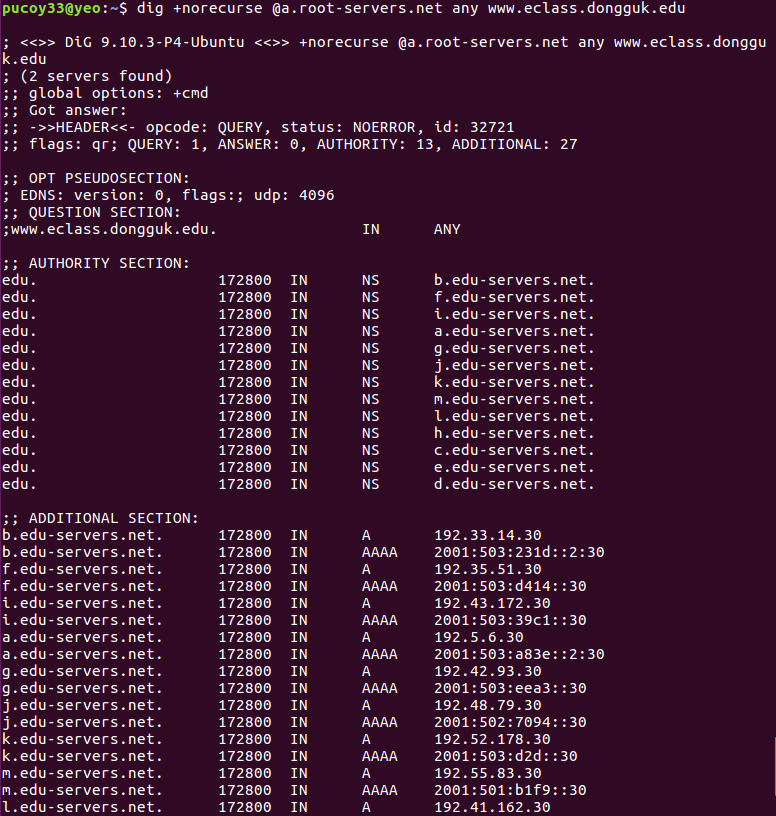 pucoy33@yeo:~$ dig +norecurse @a.root-servers.net any www.eclass.dongguk.edu
; <<>> DiG 9.10.3-P4-Ubuntu <<>> +norecurse @a.root-servers.net any www.eclass.donggu
k.edu
; (2 servers found)
;; global options: +cmd
;; Got answer:
;; ->>HEADER<<- opcode: QUERY, status: NOERROR, id: 32721
;; flags: qr; QUERY: 1, ANSWER: 0, AUTHORITY: 13, ADDITIONAL: 27
;; OPT PSEUDOSECTION:
; EDNS: version: 0, flags:; udp: 4096
;; QUESTION SECTION:
;www.eclass.dongguk.edu. IN ANY
;; AUTHORITY SECTION:
edu. 172800 IN NS b.edu-servers.net.
edu. 172800 IN NS f.edu-servers.net.
edu. 172800 IN NS i.edu-servers.net.
edu. 172800 IN NS a.edu-servers.net.
edu. 172800 IN NS g.edu-servers.net.
edu. 172800 IN NS j.edu-servers.net.
edu. 172800 IN NS k.edu-servers.net.
edu. 172800 IN NS m.edu-servers.net.
edu. 172800 IN NS l.edu-servers.net.
edu. 172800 IN NS h.edu-servers.net.
edu. 172800 IN NS c.edu-servers.net.
edu. 172800 IN NS e.edu-servers.net.
edu. 172800 IN NS d.edu-servers.net.
;; ADDITIONAL SECTION:
b.edu-servers.net. 172800 IN A 192.33.14.30
b.edu-servers.net. 172800 IN AAAA 2001:503:231d::2:30
f.edu-servers.net. 172800 IN A 192.35.51.30
f.edu-servers.net. 172800 IN AAAA 2001:503:d414::30
i.edu-servers.net. 172800 IN A 192.43.172.30
i.edu-servers.net. 172800 IN AAAA 2001:503:39c1::30
a.edu-servers.net. 172800 IN A 192.5.6.30
a.edu-servers.net. 172800 IN AAAA 2001:503:a83e::2:30
g.edu-servers.net. 172800 IN A 192.42.93.30
g.edu-servers.net. 172800 IN AAAA 2001:503:eea3::30
j.edu-servers.net. 172800 IN A 192.48.79.30
j.edu-servers.net. 172800 IN AAAA 2001:502:7094::30
k.edu-servers.net. 172800 IN A 192.52.178.30
k.edu-servers.net. 172800 IN AAAA 2001:503:d2d::30
m.edu-servers.net. 172800 IN A 192.55.83.30
m.edu-servers.net. 172800 IN AAAA 2001:501:b1f9::30
l.edu-servers.net. 172800 IN A 192.41.162.30